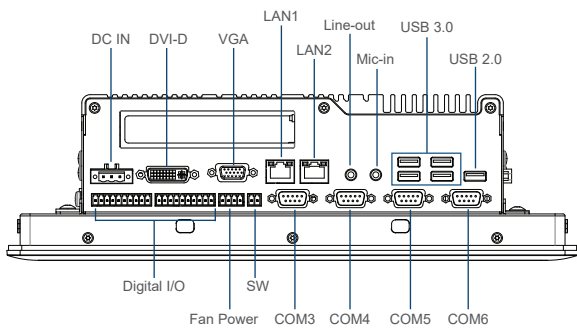 LAN1
Line-out
USB 3.0
DC IN
DVI-D
VGA
LAN2
Mic-in
USB 2.0
Digital I/O
SW
Fan Power
COM3
COM4
COM5
COM6